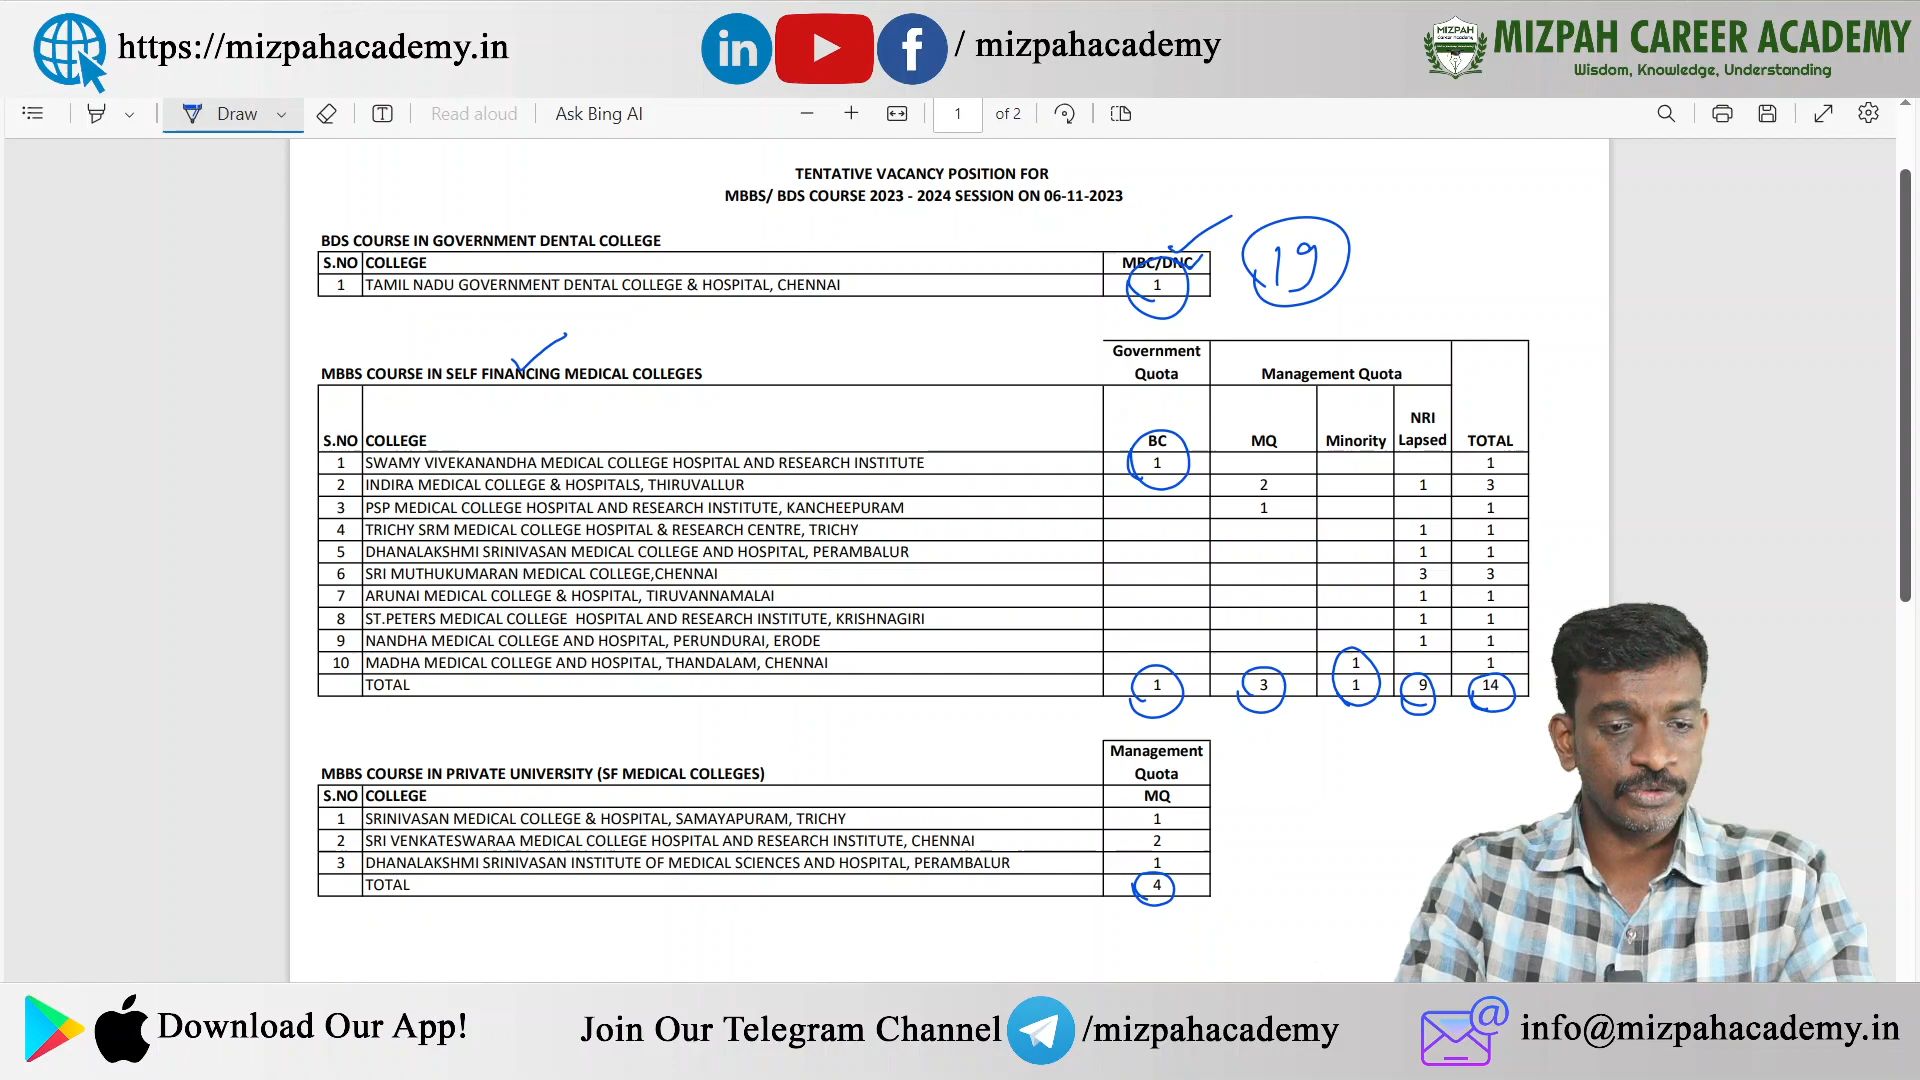 https://mizpahacademy.in
in f / mizpahacademy
MIZPAH Career Academy
MIZPAH CAREER ACADEMY
Wisdom, Knowledge, Understanding
Draw
Read aloud
Ask Bing AI
1 of 2
TENTATIVE VACANCY POSITION FOR
MBBS/ BDS COURSE 2023 - 2024 SESSION ON 06-11-2023
BDS COURSE IN GOVERNMENT DENTAL COLLEGE
S.NO COLLEGE MBC/DNC
1 TAMIL NADU GOVERNMENT DENTAL COLLEGE & HOSPITAL, CHENNAI 1
19
MBBS COURSE IN SELF FINANCING MEDICAL COLLEGES Government Quota Management Quota
S.NO COLLEGE BC MQ Minority NRI Lapsed TOTAL
1 SWAMY VIVEKANANDHA MEDICAL COLLEGE HOSPITAL AND RESEARCH INSTITUTE 1 1
2 INDIRA MEDICAL COLLEGE & HOSPITALS, THIRUVALLUR 2 1 3
3 PSP MEDICAL COLLEGE HOSPITAL AND RESEARCH INSTITUTE, KANCHEEPURAM 1 1
4 TRICHY SRM MEDICAL COLLEGE HOSPITAL & RESEARCH CENTRE, TRICHY 1 1
5 DHANALAKSHMI SRINIVASAN MEDICAL COLLEGE AND HOSPITAL, PERAMBALUR 1 1
6 SRI MUTHUKUMARAN MEDICAL COLLEGE,CHENNAI 3 3
7 ARUNAI MEDICAL COLLEGE & HOSPITAL, TIRUVANNAMALAI 1 1
8 ST.PETERS MEDICAL COLLEGE HOSPITAL AND RESEARCH INSTITUTE, KRISHNAGIRI 1 1
9 NANDHA MEDICAL COLLEGE AND HOSPITAL, PERUNDURAI, ERODE 1 1
10 MADHA MEDICAL COLLEGE AND HOSPITAL, THANDALAM, CHENNAI 1 1
TOTAL 1 3 1 9 14
MBBS COURSE IN PRIVATE UNIVERSITY (SF MEDICAL COLLEGES) Management Quota
S.NO COLLEGE MQ
1 SRINIVASAN MEDICAL COLLEGE & HOSPITAL, SAMAYAPURAM, TRICHY 1
2 SRI VENKATESWARAA MEDICAL COLLEGE HOSPITAL AND RESEARCH INSTITUTE, CHENNAI 2
3 DHANALAKSHMI SRINIVASAN INSTITUTE OF MEDICAL SCIENCES AND HOSPITAL, PERAMBALUR 1
TOTAL 4
Download Our App!
Join Our Telegram Channel /mizpahacademy
@ info@mizpahacademy.in